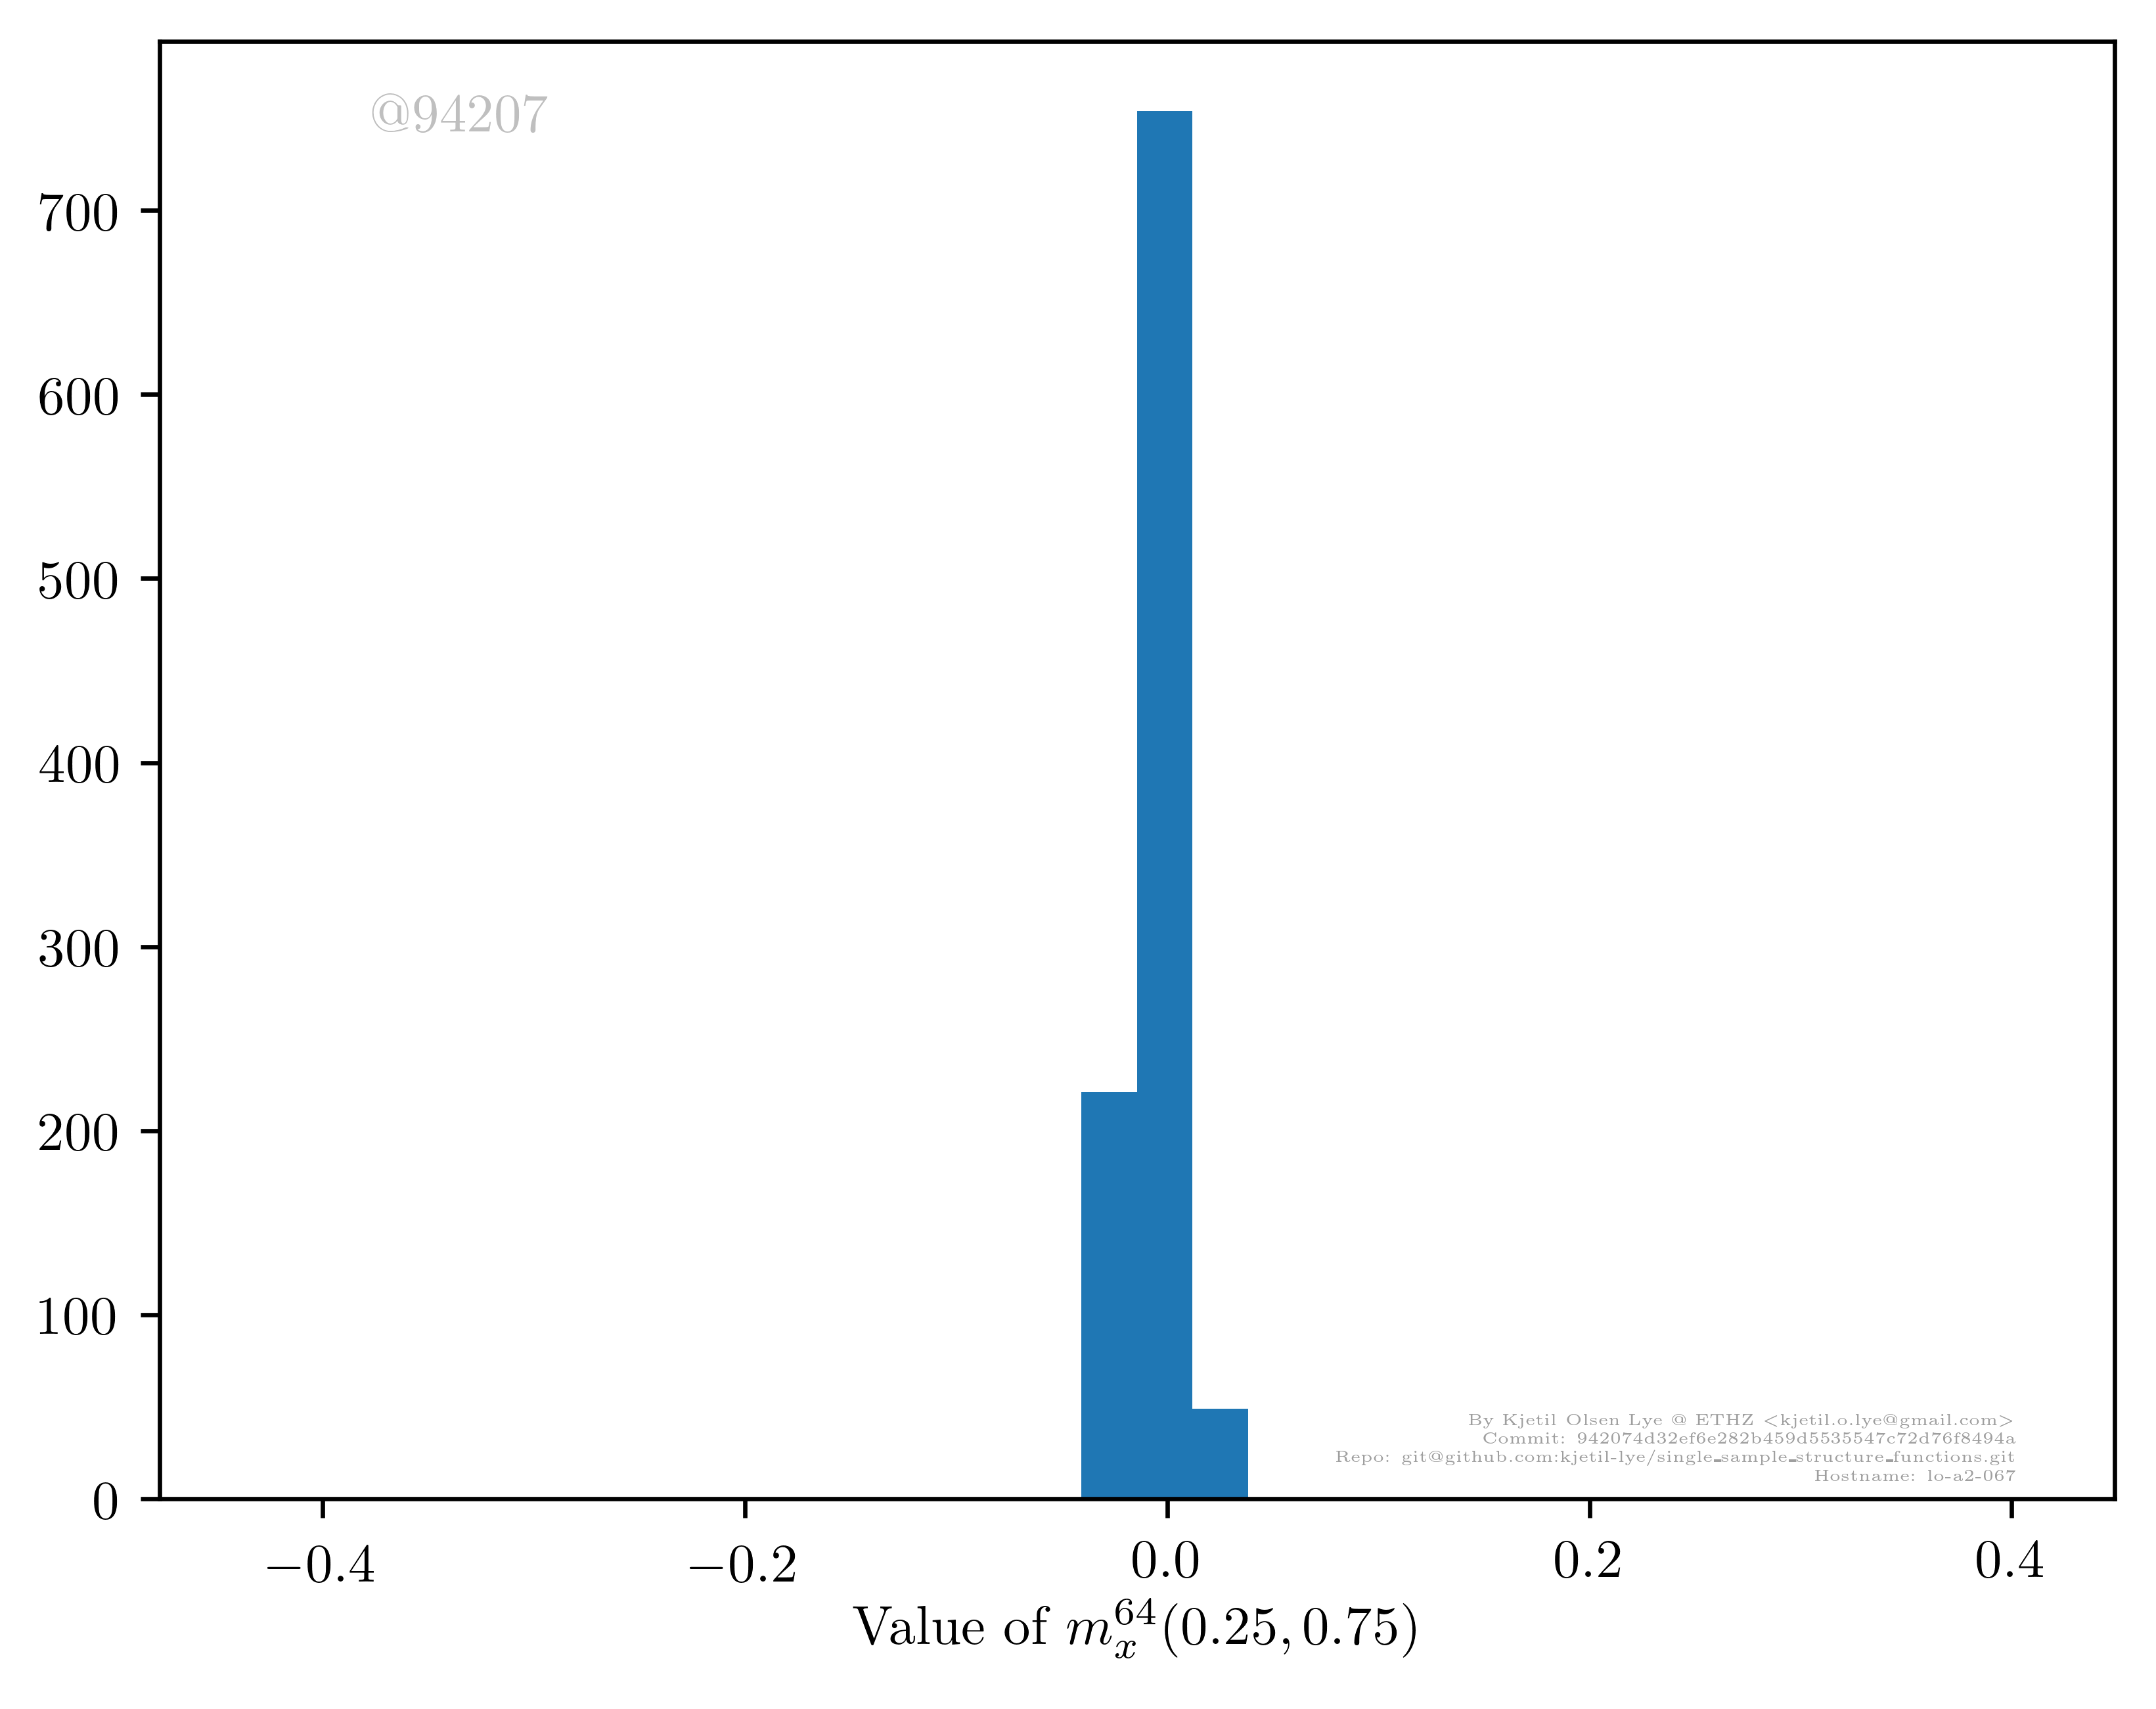 @94207
700
600
500
400
300
200
100
0
−0.4 −0.2 0.0 0.2 0.4
Value of $m_x^{64}(0.25, 0.75)$
By Kjetil Olsen Lye @ ETHZ <kjetil.o.lye@gmail.com>
Commit: 942074d32ef6e282b459d5535547c72d76f8494a
Repo: git@github.com:kjetil-lye/single_sample_structure_functions.git
Hostname: lo-a2-067